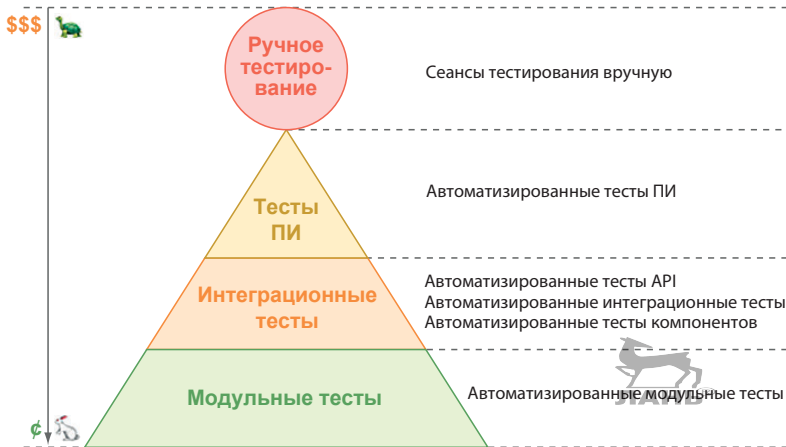 $$$
Ручное
тестиро-
вание
Сеансы тестирования вручную
Тесты
ПИ
Автоматизированные тесты ПИ
Интеграционные
тесты
Автоматизированные тесты API
Автоматизированные интеграционные тесты
Автоматизированные тесты компонентов
Модульные тесты
Автоматизированные модульные тесты
ЛАНЬ
¢